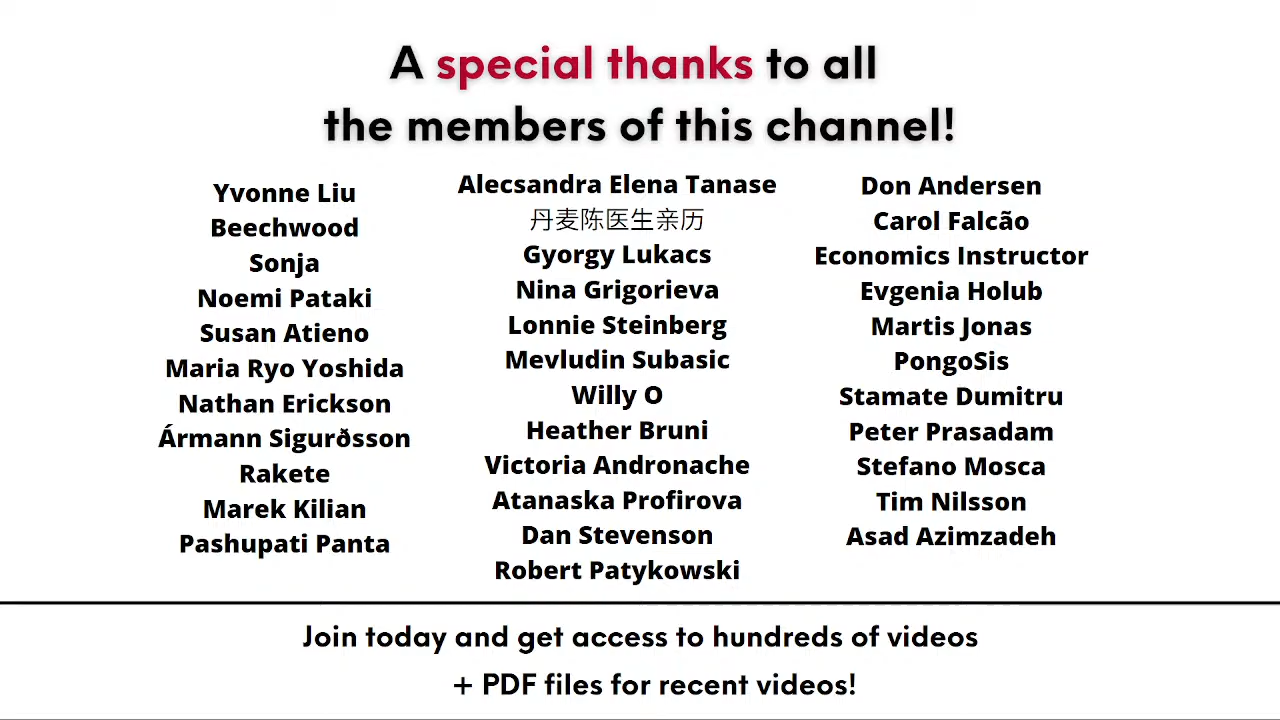 A special thanks to all
the members of this channel!
Yvonne Liu
Beechwood
Sonja
Noemi Pataki
Susan Atieno
Maria Ryo Yoshida
Nathan Erickson
Ármann Sigurðsson
Rakete
Marek Kilian
Pashupati Panta
Alecsandra Elena Tanase
丹麦陈医生亲历
Gyorgy Lukacs
Nina Grigorieva
Lonnie Steinberg
Mevludin Subasic
Willy O
Heather Bruni
Victoria Andronache
Atanaska Profirova
Dan Stevenson
Robert Patykowski
Don Andersen
Carol Falcão
Economics Instructor
Evgenia Holub
Martis Jonas
PongoSis
Stamate Dumitru
Peter Prasadam
Stefano Mosca
Tim Nilsson
Asad Azimzadeh
Join today and get access to hundreds of videos
+ PDF files for recent videos!